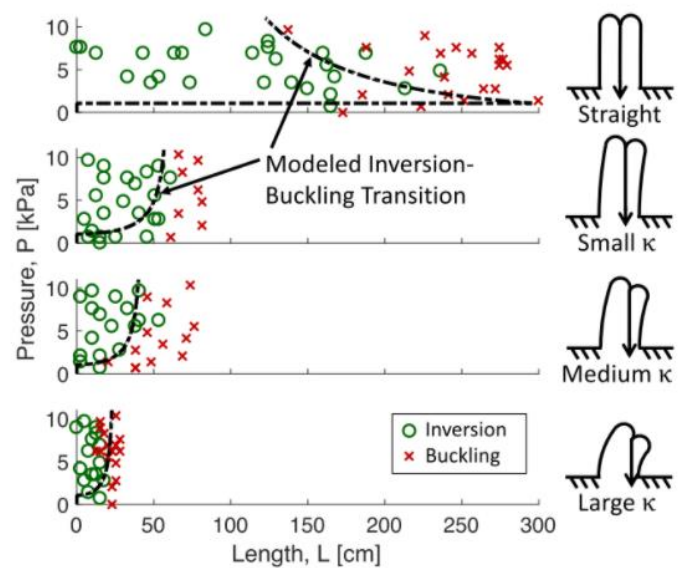 10
5
0
Straight
Modeled Inversion-
Buckling Transition
10
5
0
Small κ
Pressure, P [kPa]
10
5
0
Medium κ
10
5
0
Inversion
Buckling
Large κ
0 50 100 150 200 250 300
Length, L [cm]